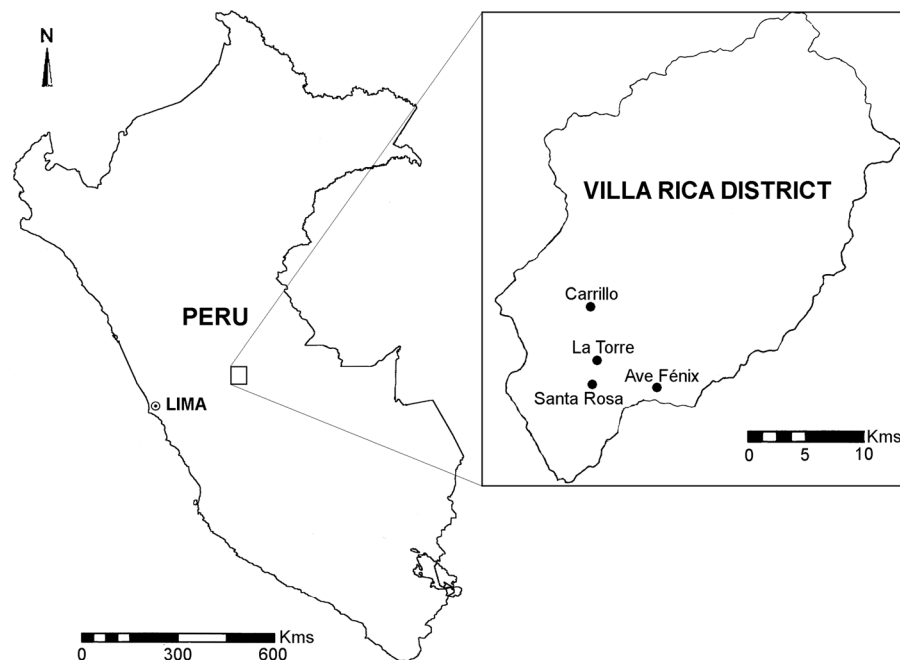 N
VILLA RICA DISTRICT
Carrillo
PERU
La Torre
Ave Fénix
Santa Rosa
LIMA
Kms
0 5 10
Kms
0 300 600